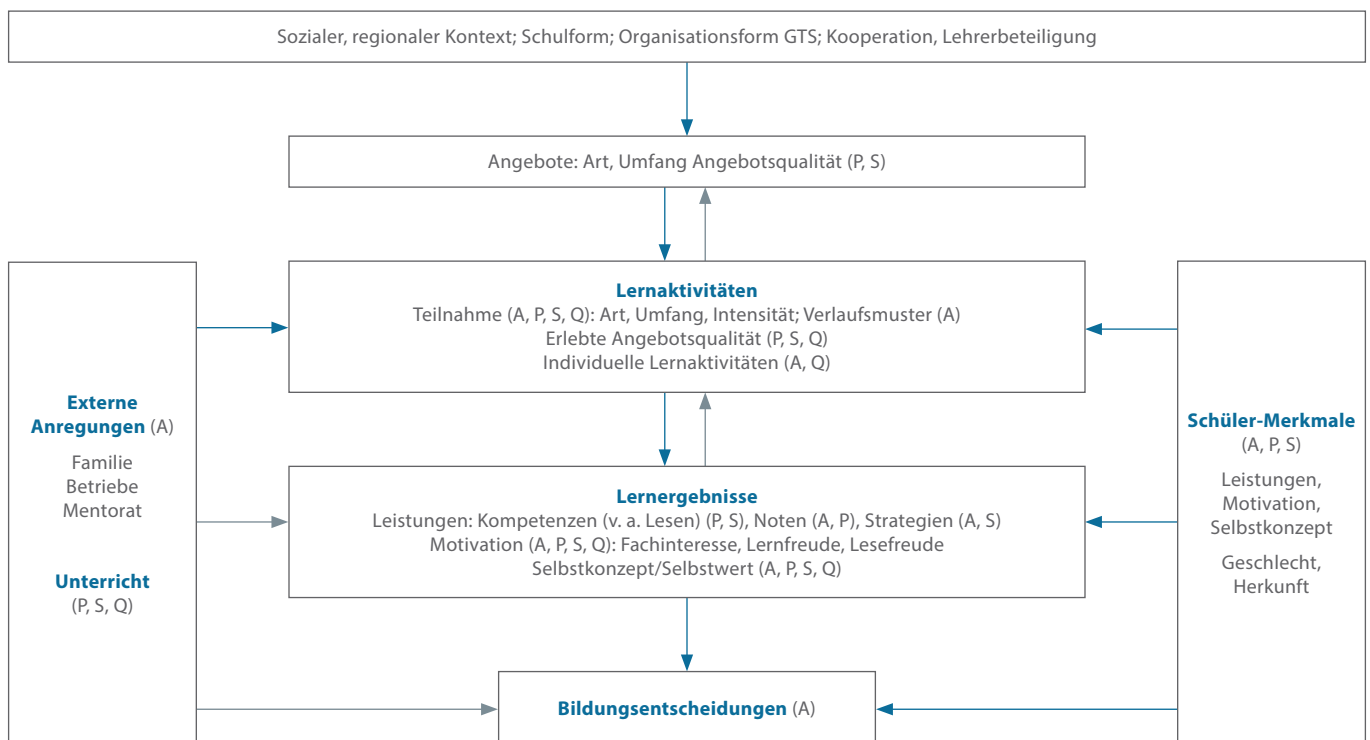 Sozialer, regionaler Kontext; Schulform; Organisationsform GTS; Kooperation, Lehrerbeteiligung
Angebote: Art, Umfang Angebotsqualität (P, S)
Lernaktivitäten
Teilnahme (A, P, S, Q): Art, Umfang, Intensität; Verlaufsmuster (A)
Erlebte Angebotsqualität (P, S, Q)
Individuelle Lernaktivitäten (A, Q)
Externe
Anregungen (A)
Familie
Betriebe
Mentorat
Unterricht
(P, S, Q)
Lernergebnisse
Leistungen: Kompetenzen (v. a. Lesen) (P, S), Noten (A, P), Strategien (A, S)
Motivation (A, P, S, Q): Fachinteresse, Lernfreude, Lesefreude
Selbstkonzept/Selbstwert (A, P, S, Q)
Schüler-Merkmale
(A, P, S)
Leistungen,
Motivation,
Selbstkonzept
Geschlecht,
Herkunft
Bildungsentscheidungen (A)